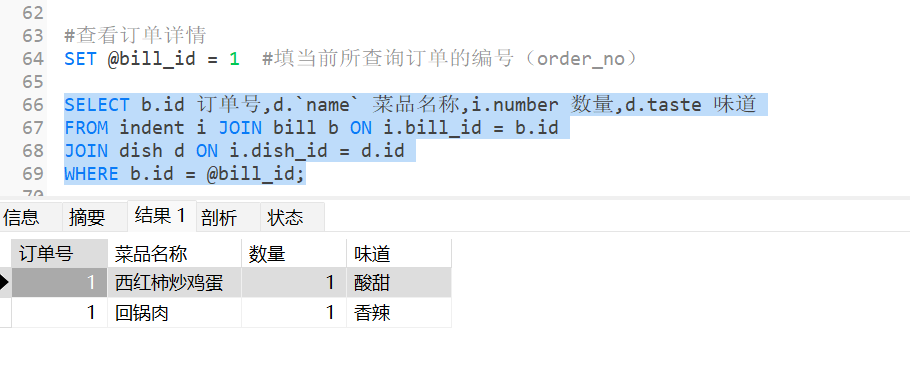 62
63 #查看订单详情
64 SET @bill_id = 1 #填当前所查询订单的编号（order_no）
65
66 SELECT b.id 订单号,d.`name` 菜品名称,i.number 数量,d.taste 味道
67 FROM indent i JOIN bill b ON i.bill_id = b.id
68 JOIN dish d ON i.dish_id = d.id
69 WHERE b.id = @bill_id;
70
信息 摘要 结果 1 剖析 状态
订单号 菜品名称 数量 味道
1 西红柿炒鸡蛋 1 酸甜
1 回锅肉 1 香辣